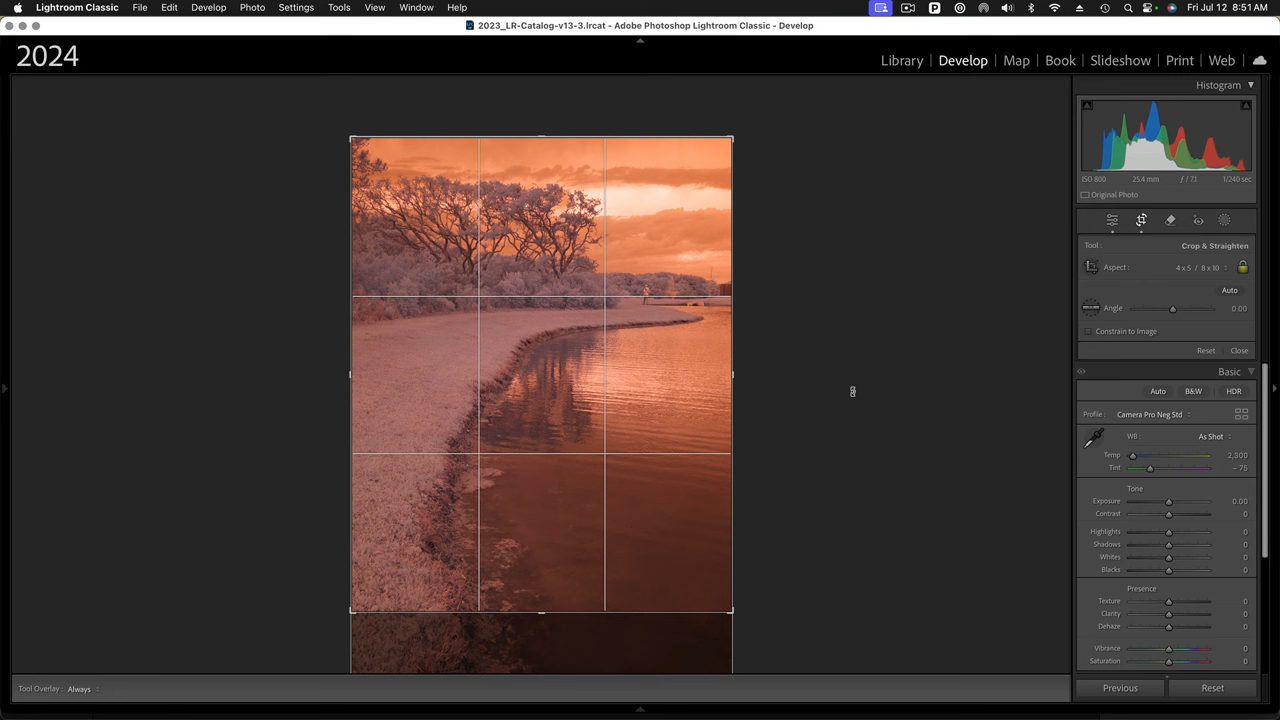 Lightroom Classic File Edit Develop Photo Settings Tools View Window Help Fri Jul 12 8:51 AM
2023_LR-Catalog-v13-3.lrcat - Adobe Photoshop Lightroom Classic - Develop
2024 Library | Develop | Map | Book | Slideshow | Print | Web
Histogram
ISO 800 25.4 mm ƒ / 7.1 1/240 sec
Original Photo
Tool : Crop & Straighten
Aspect : 4 x 5 / 8 x 10
Auto
Angle 0.00
Constrain to Image
Reset Close
Basic
Auto B&W HDR
Profile : Camera Pro Neg Std
WB : As Shot
Temp 2,300
Tint – 75
Tone
Exposure 0.00
Contrast 0
Highlights 0
Shadows 0
Whites 0
Blacks 0
Presence
Texture 0
Clarity 0
Dehaze 0
Vibrance 0
Saturation 0
Tool Overlay : Always Previous Reset